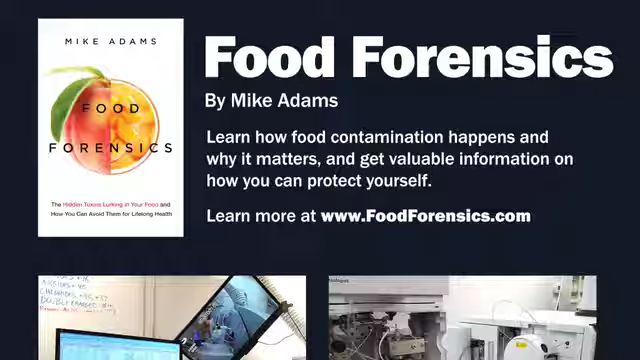 MIKE ADAMS
FOOD
FORENSICS
The Hidden Toxins Lurking in Your Food and
How You Can Avoid Them for Lifelong Health
Food Forensics
By Mike Adams
Learn how food contamination happens and
why it matters, and get valuable information on
how you can protect yourself.
Learn more at www.FoodForensics.com